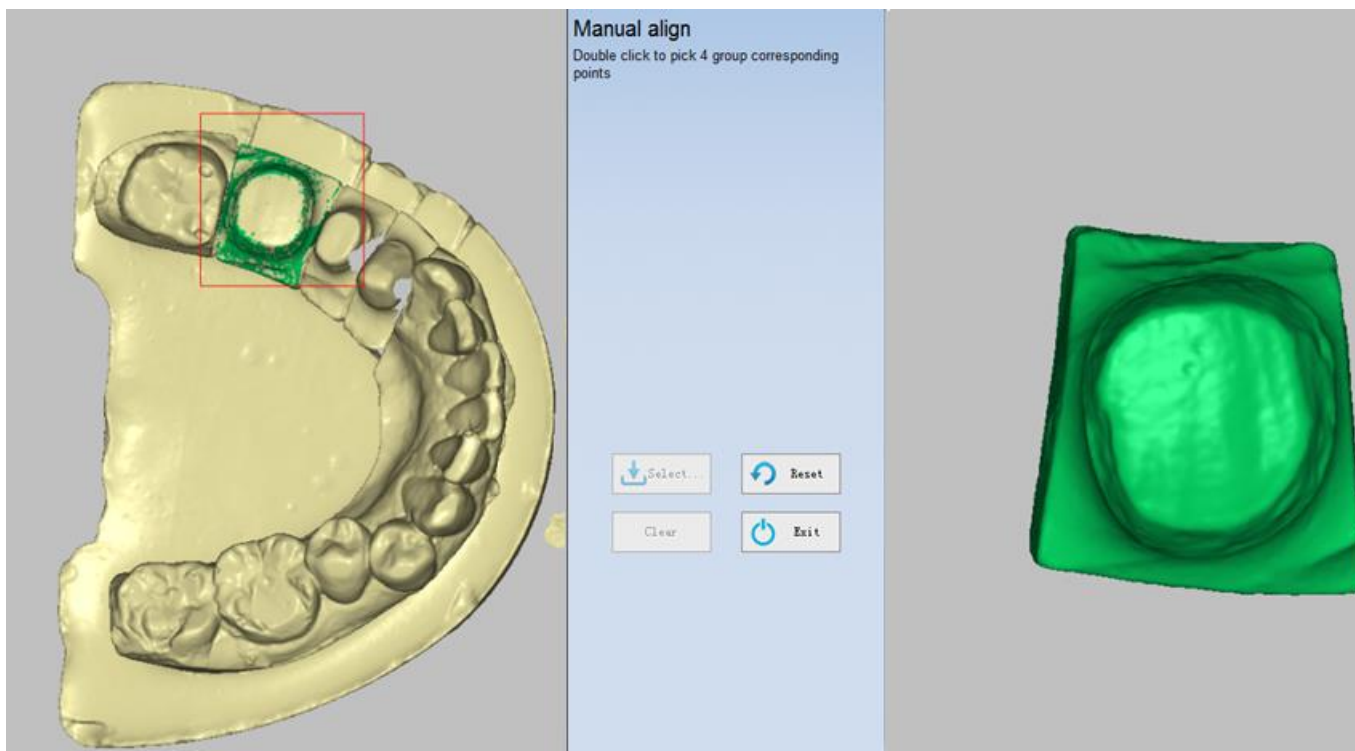 Manual align
Double click to pick 4 group corresponding
points
Select...
Reset
Clear
Exit